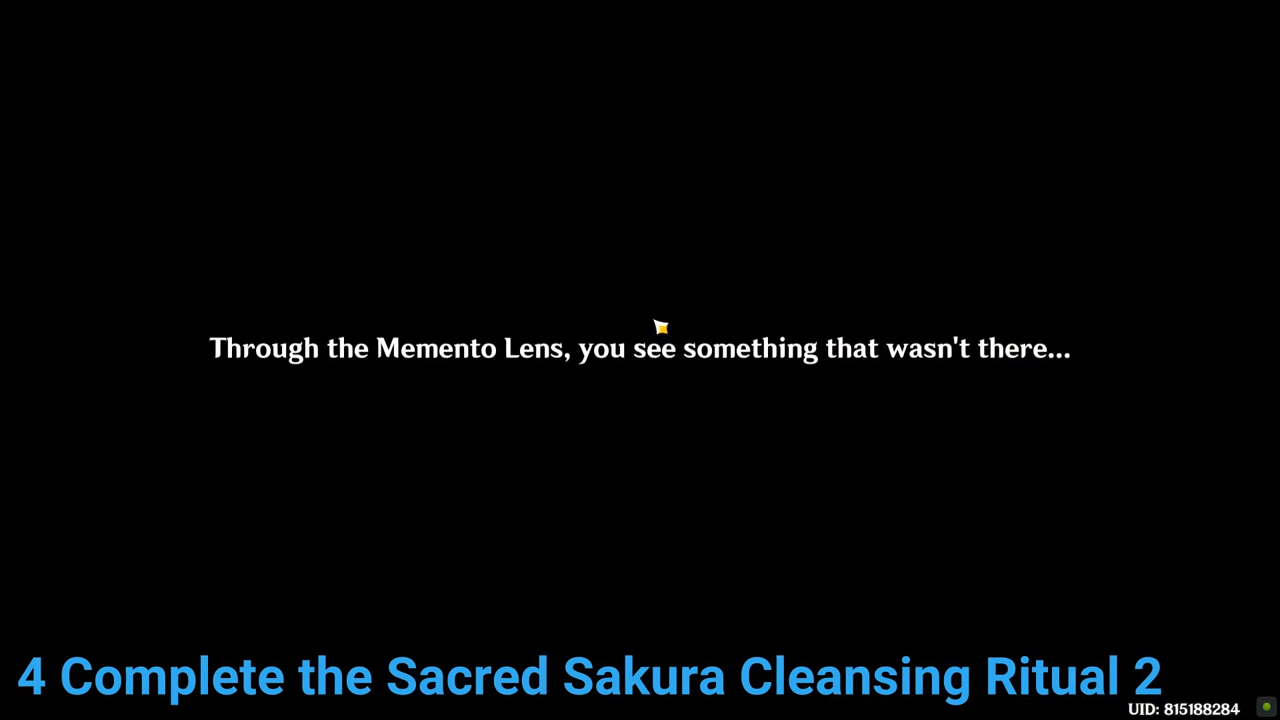 Through the Memento Lens, you see something that wasn't there...
4 Complete the Sacred Sakura Cleansing Ritual 2
UID: 815188284